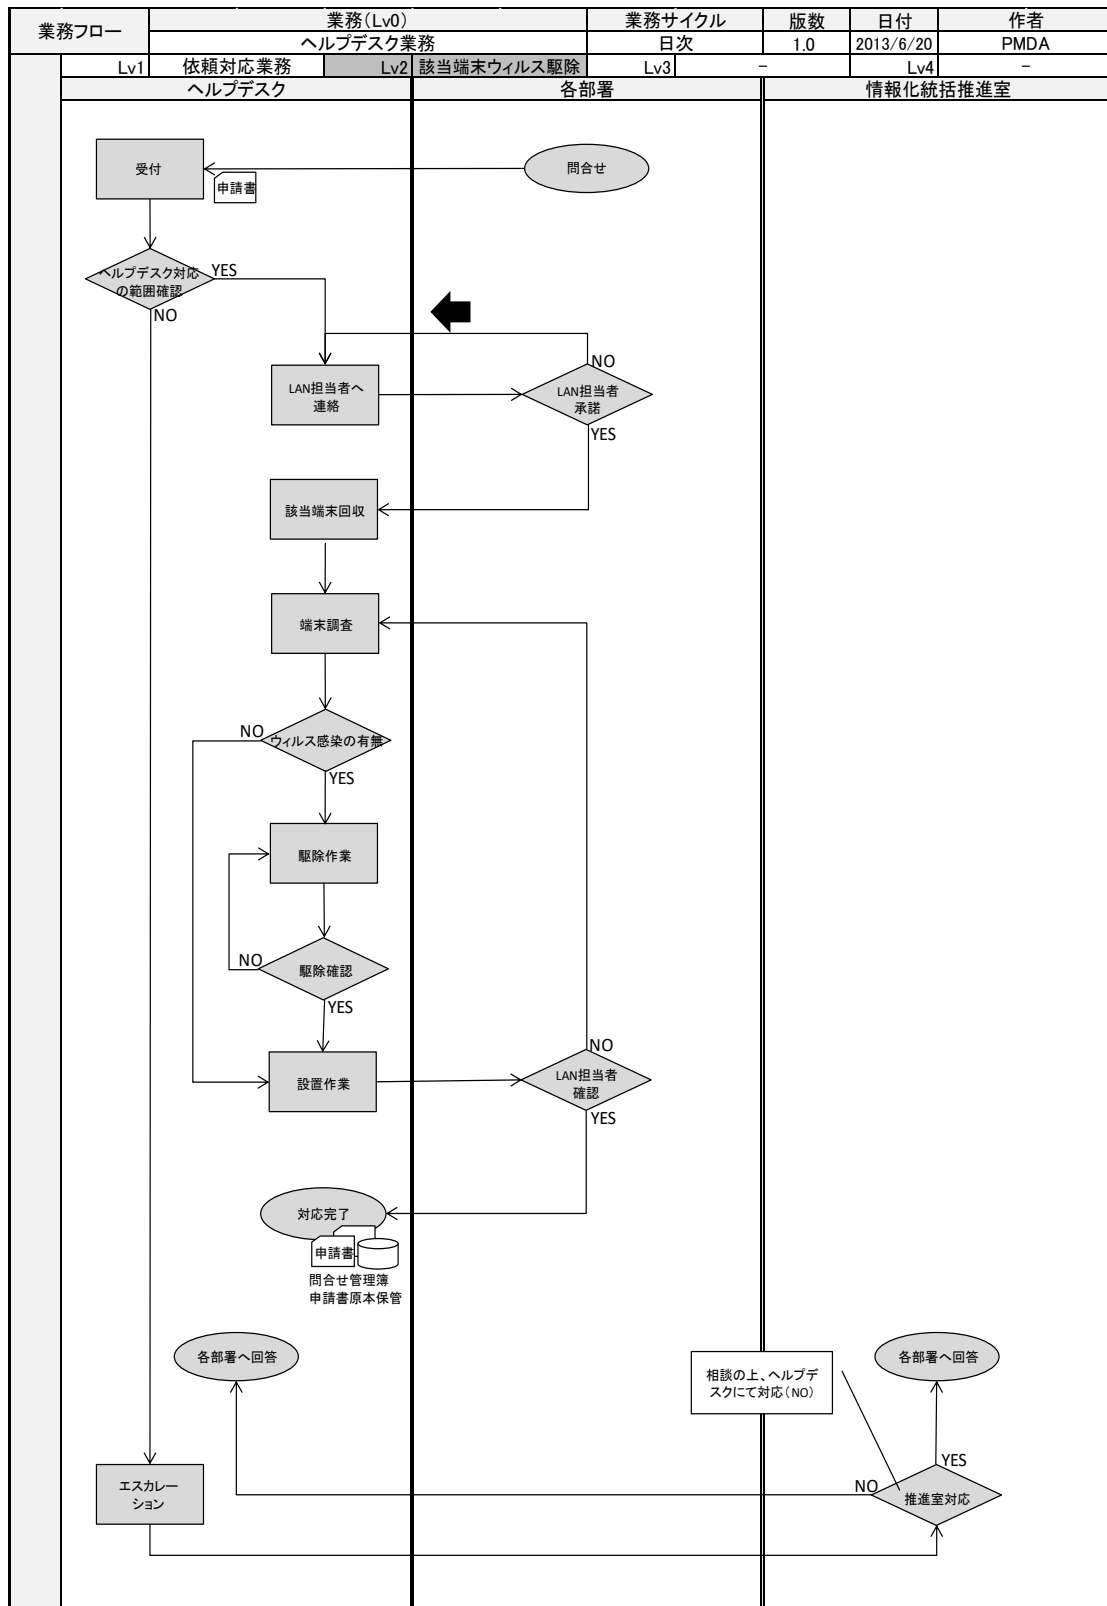 業務フロー
業務(Lv0)
業務サイクル
版数
日付
作者
ヘルプデスク業務
日次
1.0
2013/6/20
PMDA
Lv1
依頼対応業務
Lv2
該当端末ウィルス駆除
Lv3
－
Lv4
－
ヘルプデスク
各部署
情報化統括推進室
受付
申請書
問合せ
ヘルプデスク対応
の範囲確認
YES
NO
LAN担当者へ
連絡
NO
LAN担当者
承諾
YES
該当端末回収
端末調査
NO
ウィルス感染の有無
YES
駆除作業
NO
駆除確認
YES
設置作業
NO
LAN担当者
確認
YES
対応完了
申請書
問合せ管理簿
申請書原本保管
各部署へ回答
相談の上、ヘルプデ
スクにて対応(NO)
各部署へ回答
エスカレー
ション
YES
NO
推進室対応